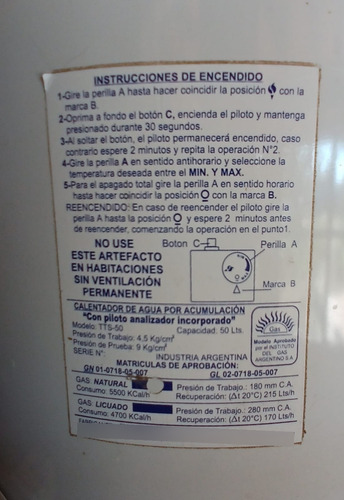 INSTRUCCIONES DE ENCENDIDO
1-Gire la perilla A hasta hacer coincidir la posición con la
marca B.
2-Oprima a fondo el botón C, encienda el piloto y mantenga
presionado durante 30 segundos.
3-Al soltar el botón, el piloto permanecerá encendido, caso
contrario espere 2 minutos y repita la operación N°2.
4-Gire la perilla A en sentido antihorario y seleccione la
temperatura deseada entre el MIN. Y MAX.
5-Para el apagado total gire la perilla A en sentido horario
hasta hacer coincidir la posición O con la marca B.
REENCENDIDO: En caso de reencender el piloto gire la
perilla A hasta la posición O y espere 2 minutos antes
de reencender, comenzando la operación en el punto1.
NO USE
ESTE ARTEFACTO
EN HABITACIONES
SIN VENTILACIÓN
PERMANENTE
Boton C
Perilla A
Marca B
CALENTADOR DE AGUA POR ACUMULACIÓN
"Con piloto analizador incorporado"
Modelo: TTS-50 Capacidad: 50 Lts.
Presión de Trabajo: 4,5 Kg/cm²
Presión de Prueba: 9 Kg/cm²
SERIE N°:
INDUSTRIA ARGENTINA
Gas
Modelo Aprobado
por el INSTITUTO
DEL GAS
ARGENTINO S.A
MATRICULAS DE APROBACIÓN:
GN 01-0718-05-007 GL 02-0718-05-007
GAS NATURAL Presión de Trabajo.: 180 mm C.A.
Consumo: 5500 KCal/h Recuperación: (Δt 20°C) 215 Lts/h
GAS LICUADO Presión de Trabajo.: 280 mm C.A.
Consumo: 4700 KCal/h Recuperación: (Δt 20°C) 170 Lts/h